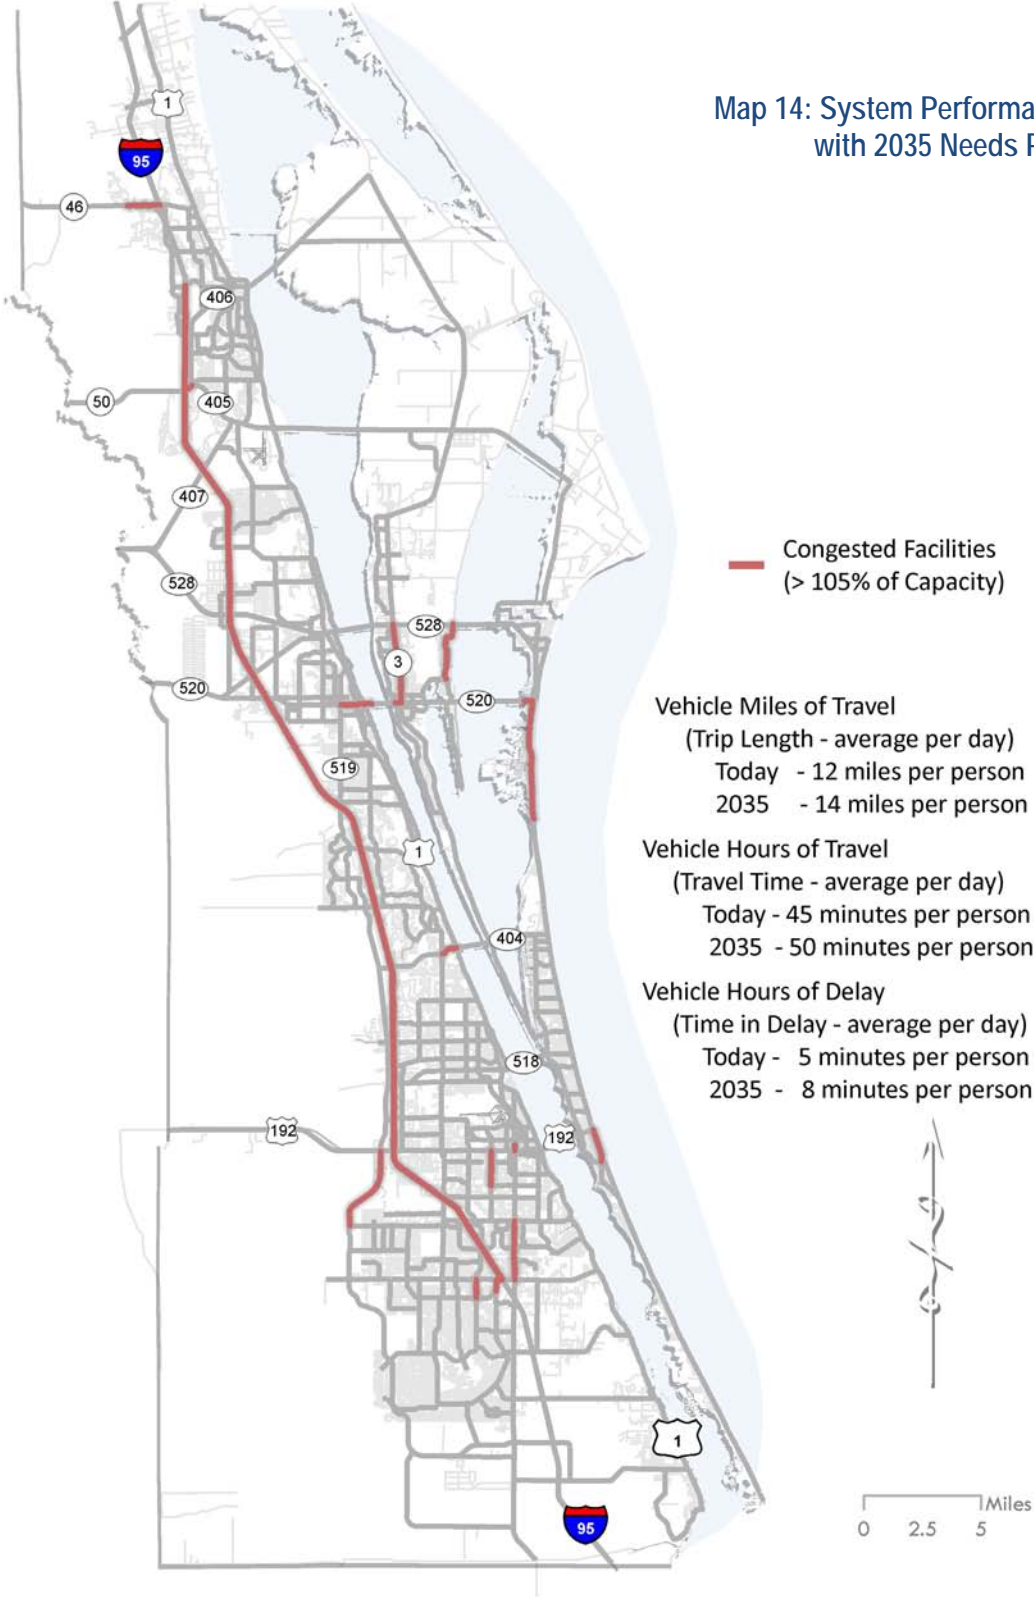 Map 14: System Performa
with 2035 Needs P
1
95
46
406
50
405
407
528
528
3
520
520
519
1
404
518
192
192
1
95
Congested Facilities
(> 105% of Capacity)
Vehicle Miles of Travel
(Trip Length - average per day)
Today - 12 miles per person
2035 - 14 miles per person
Vehicle Hours of Travel
(Travel Time - average per day)
Today - 45 minutes per person
2035 - 50 minutes per person
Vehicle Hours of Delay
(Time in Delay - average per day)
Today - 5 minutes per person
2035 - 8 minutes per person
Miles
0 2.5 5